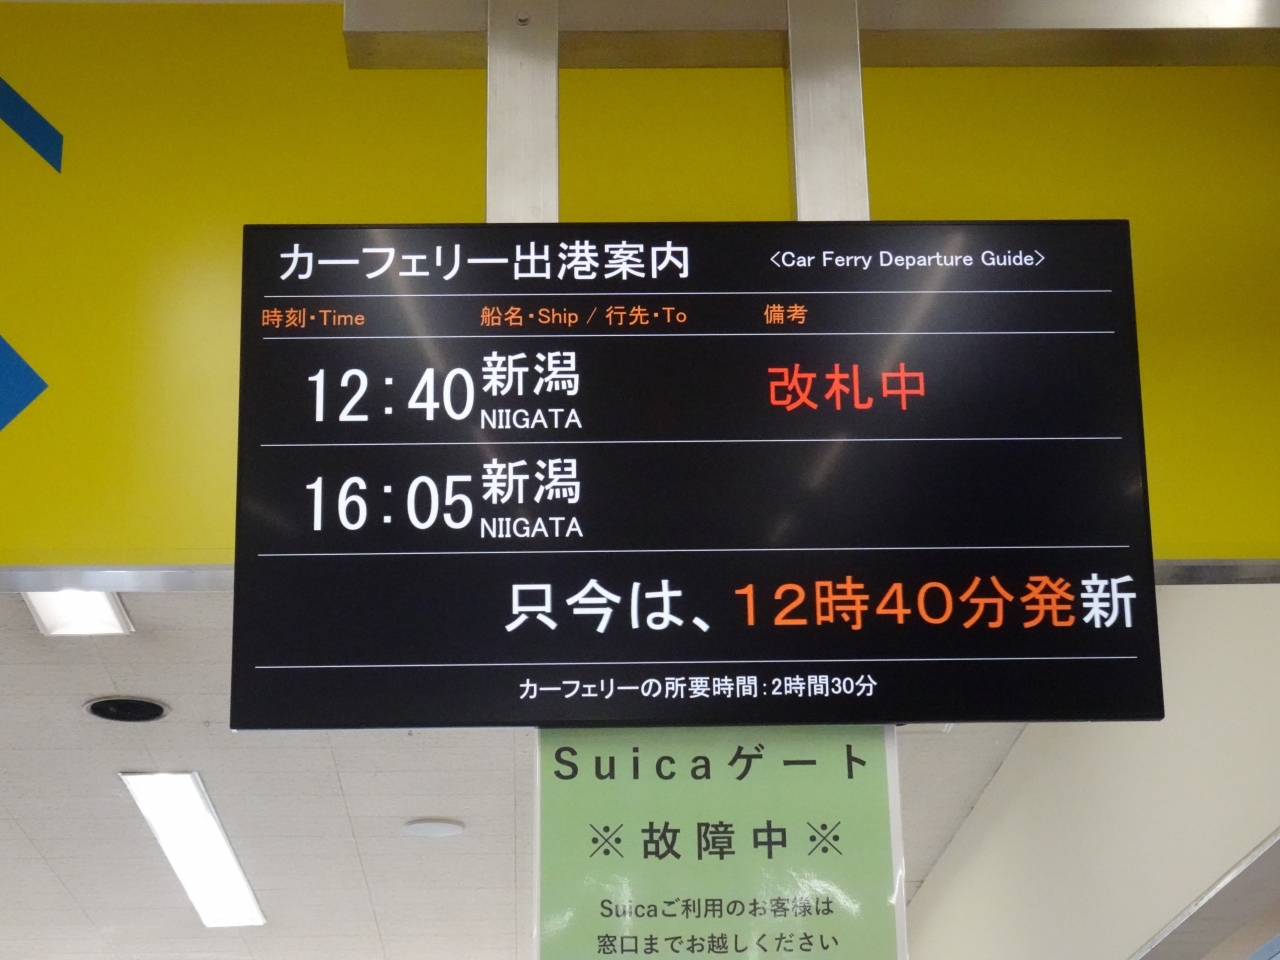 カーフェリー出港案内 <Car Ferry Departure Guide>
時刻・Time 船名・Ship / 行先・To 備考
12:40 新潟 改札中
NIIGATA
16:05 新潟
NIIGATA
只今は、12時40分発新
カーフェリーの所要時間:2時間30分
Suicaゲート
※故障中※
Suicaご利用のお客様は
窓口までお越しください